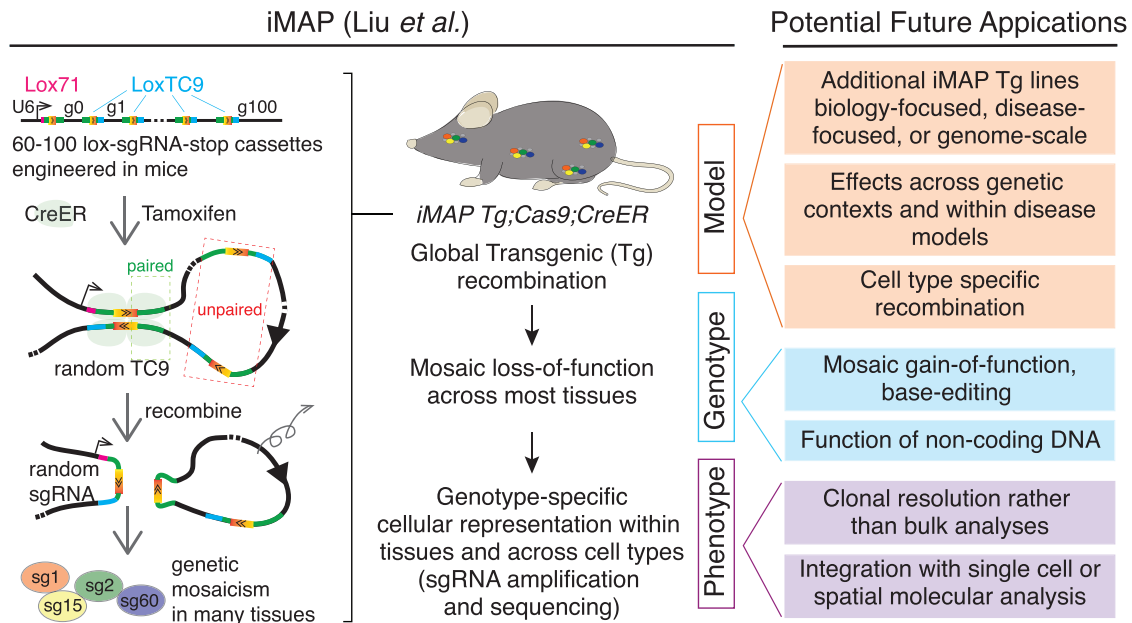 iMAP (Liu et al.)
Lox71
LoxTC9
U6
g0
g1
g100
60-100 lox-sgRNA-stop cassettes
engineered in mice
CreER
Tamoxifen
paired
unpaired
random TC9
recombine
random
sgRNA
sg1
sg2
sg15
sg60
genetic
mosaicism
in many tissues
iMAP Tg;Cas9;CreER
Global Transgenic (Tg)
recombination
Mosaic loss-of-function
across most tissues
Genotype-specific
cellular representation within
tissues and across cell types
(sgRNA amplification
and sequencing)
Potential Future Appications
Model
Additional iMAP Tg lines
biology-focused, disease-
focused, or genome-scale
Effects across genetic
contexts and within disease
models
Cell type specific
recombination
Genotype
Mosaic gain-of-function,
base-editing
Function of non-coding DNA
Phenotype
Clonal resolution rather
than bulk analyses
Integration with single cell or
spatial molecular analysis